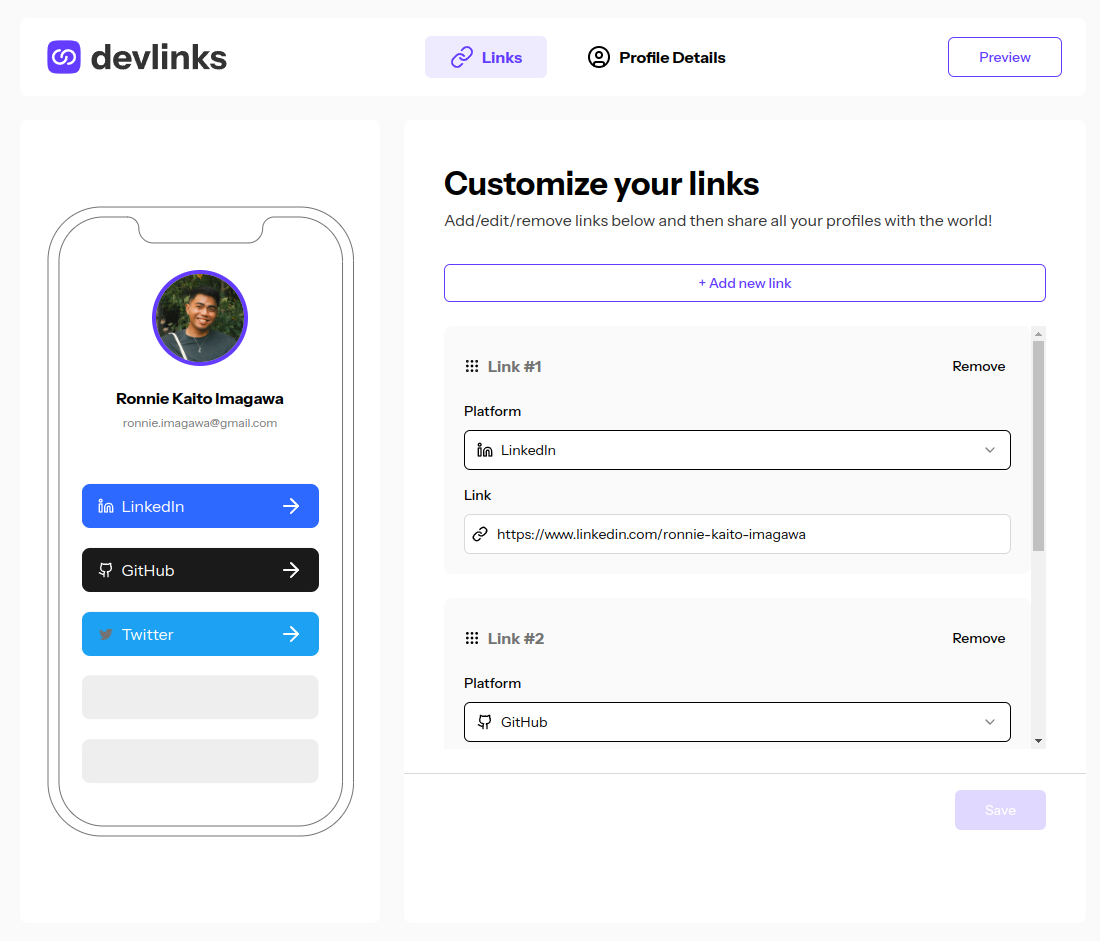 devlinks
Links
Profile Details
Preview
Ronnie Kaito Imagawa
ronnie.imagawa@gmail.com
LinkedIn
GitHub
Twitter
Customize your links
Add/edit/remove links below and then share all your profiles with the world!
+ Add new link
Link #1
Remove
Platform
LinkedIn
Link
https://www.linkedin.com/ronnie-kaito-imagawa
Link #2
Remove
Platform
GitHub
Save